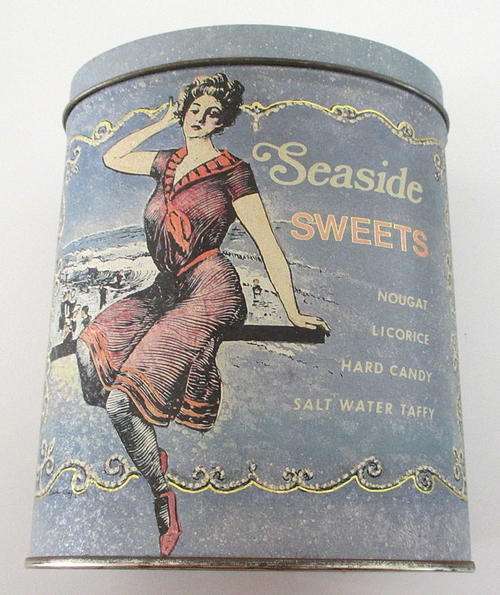 Seaside
SWEETS
NOUGAT
LICORICE
HARD CANDY
SALT WATER TAFFY